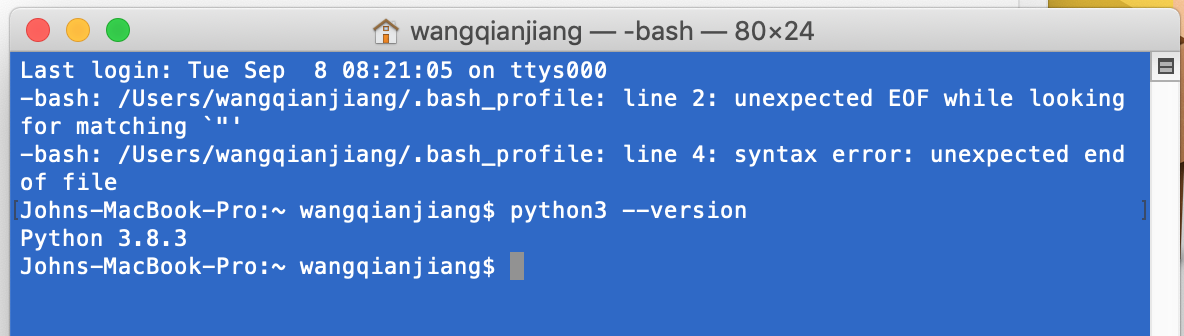 wangqianjiang — -bash — 80×24
Last login: Tue Sep  8 08:21:05 on ttys000
-bash: /Users/wangqianjiang/.bash_profile: line 2: unexpected EOF while looking
for matching `"'
-bash: /Users/wangqianjiang/.bash_profile: line 4: syntax error: unexpected end
of file
[Johns-MacBook-Pro:~ wangqianjiang$ python3 --version ]
Python 3.8.3
Johns-MacBook-Pro:~ wangqianjiang$